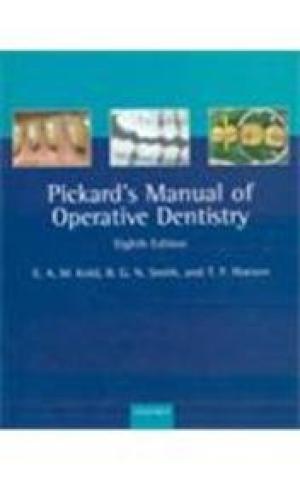 Pickard's Manual of
Operative Dentistry
Eighth Edition
E. A. M. Kidd, B. G. N. Smith, and T. F. Watson
OXFORD